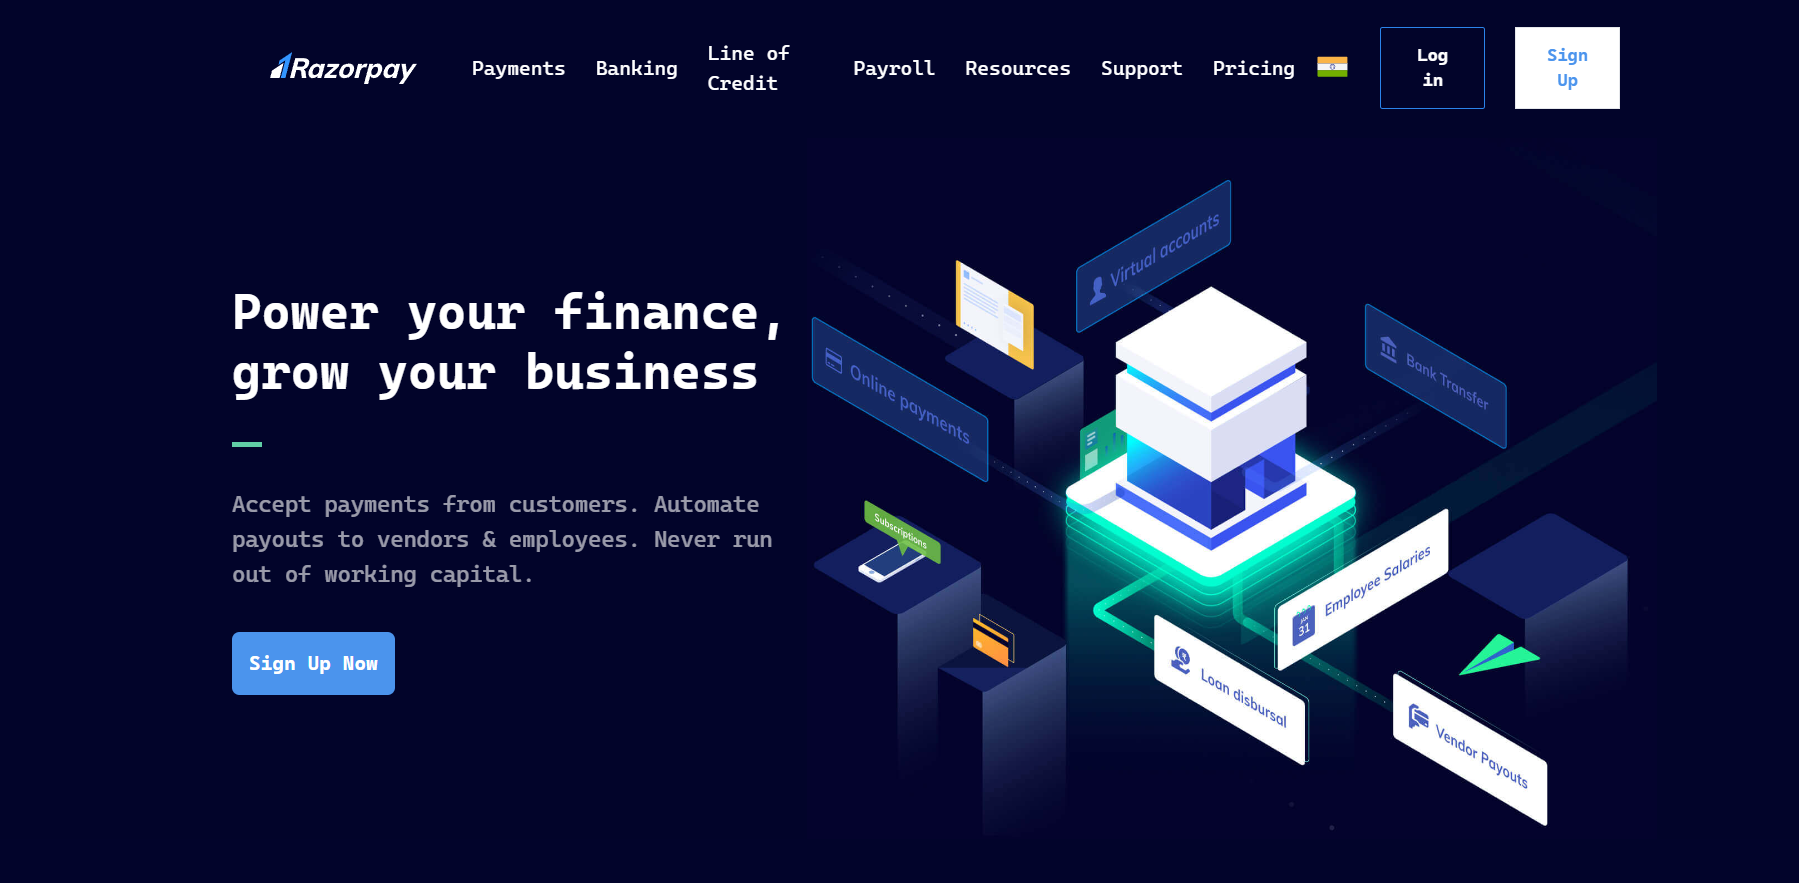 Razorpay
Payments
Banking
Line of
Credit
Payroll
Resources
Support
Pricing
Log
in
Sign
Up
Power your finance,
grow your business
Accept payments from customers. Automate
payouts to vendors & employees. Never run
out of working capital.
Sign Up Now
Virtual accounts
Online payments
Bank Transfer
Subscriptions
Employee Salaries
JAN
31
Loan disbursal
Vendor Payouts